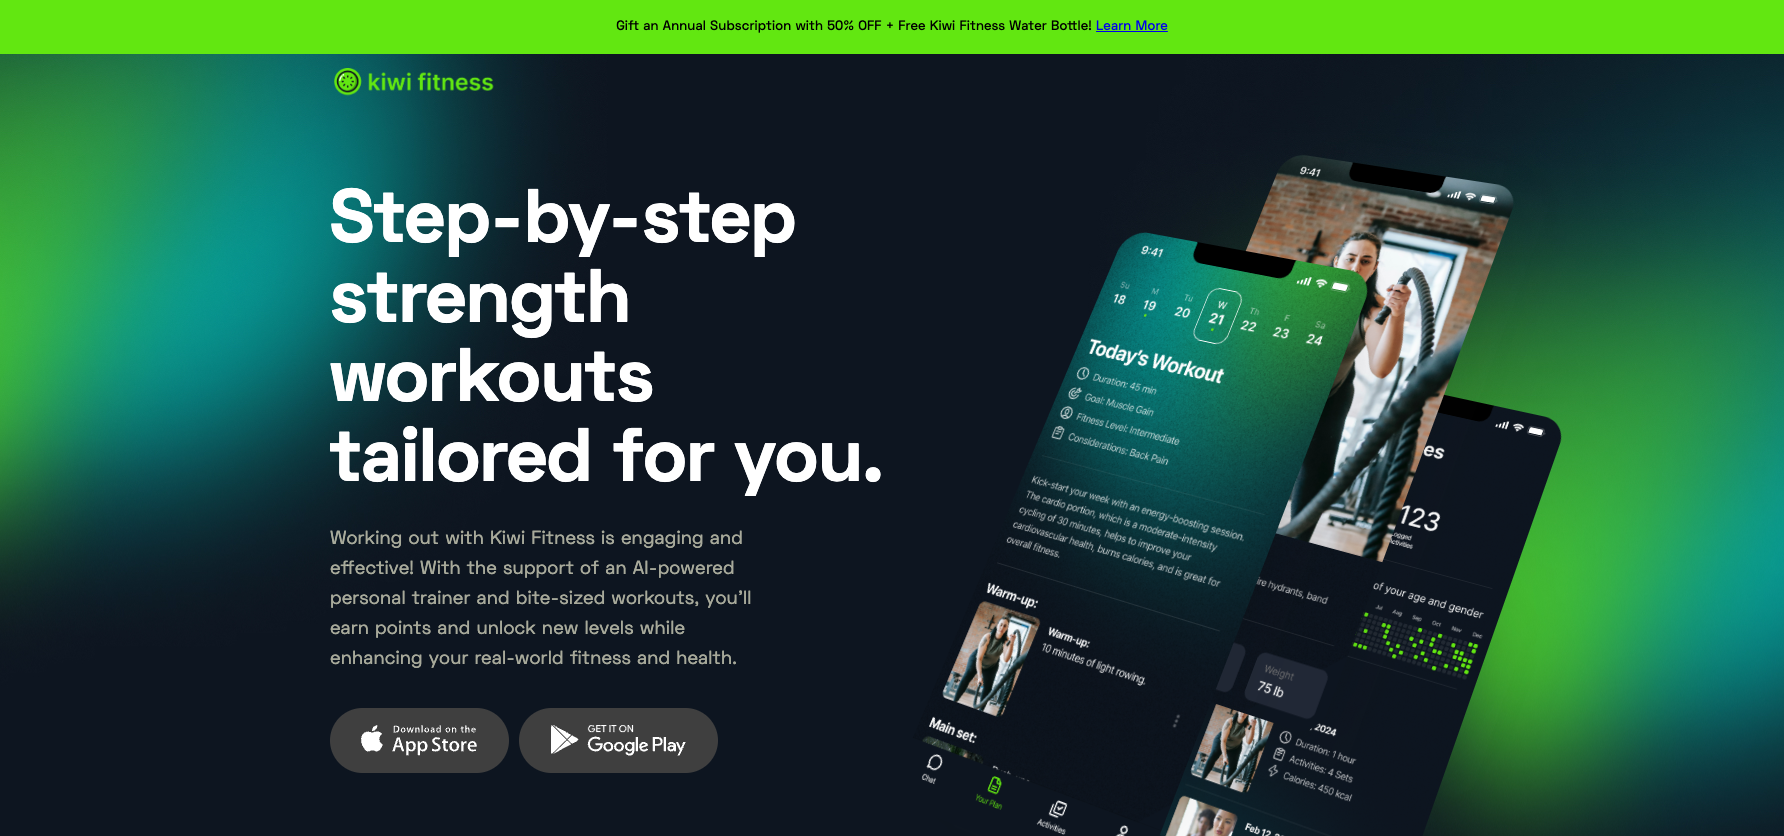 Gift an Annual Subscription with 50% OFF + Free Kiwi Fitness Water Bottle! Learn More
kiwi fitness
Step-by-step
strength
workouts
tailored for you.
Working out with Kiwi Fitness is engaging and
effective! With the support of an AI-powered
personal trainer and bite-sized workouts, you'll
earn points and unlock new levels while
enhancing your real-world fitness and health.
Download on the
App Store
GET IT ON
Google Play
9:41
Su M Tu W Th F Sa
18 19 20 21 22 23 24
Today's Workout
Duration: 45 min
Goal: Muscle Gain
Fitness Level: Intermediate
Considerations: Back Pain
Kick-start your week with an energy-boosting session.
The cardio portion, which is a moderate-intensity
cycling of 30 minutes, helps to improve your
cardiovascular health, burns calories, and is great for
overall fitness.
Warm-up:
Warm-up:
10 minutes of light rowing.
Main set:
Chat
Your Plan
Activities
9:41
hydrants, band
Weight
75 lb
2024
Duration: 1 hour
Activities: 4 Sets
Calories: 450 kcal
Feb 12,
123
of your age and gender
Jul Aug Sep Oct Nov Dec